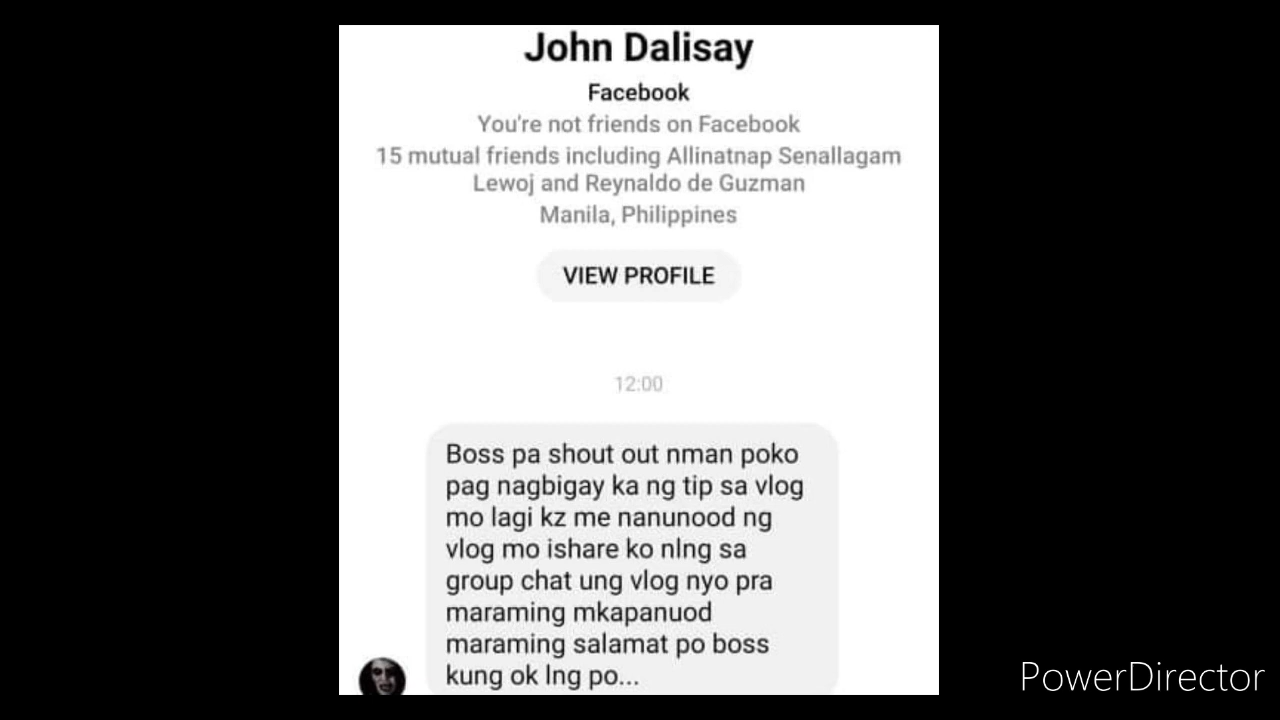 John Dalisay
Facebook
You're not friends on Facebook
15 mutual friends including Allinatnap Senallagam
Lewoj and Reynaldo de Guzman
Manila, Philippines
VIEW PROFILE
12:00
Boss pa shout out nman poko
pag nagbigay ka ng tip sa vlog
mo lagi kz me nanunood ng
vlog mo ishare ko nlng sa
group chat ung vlog nyo pra
maraming mkapanuod
maraming salamat po boss
kung ok lng po...
PowerDirector